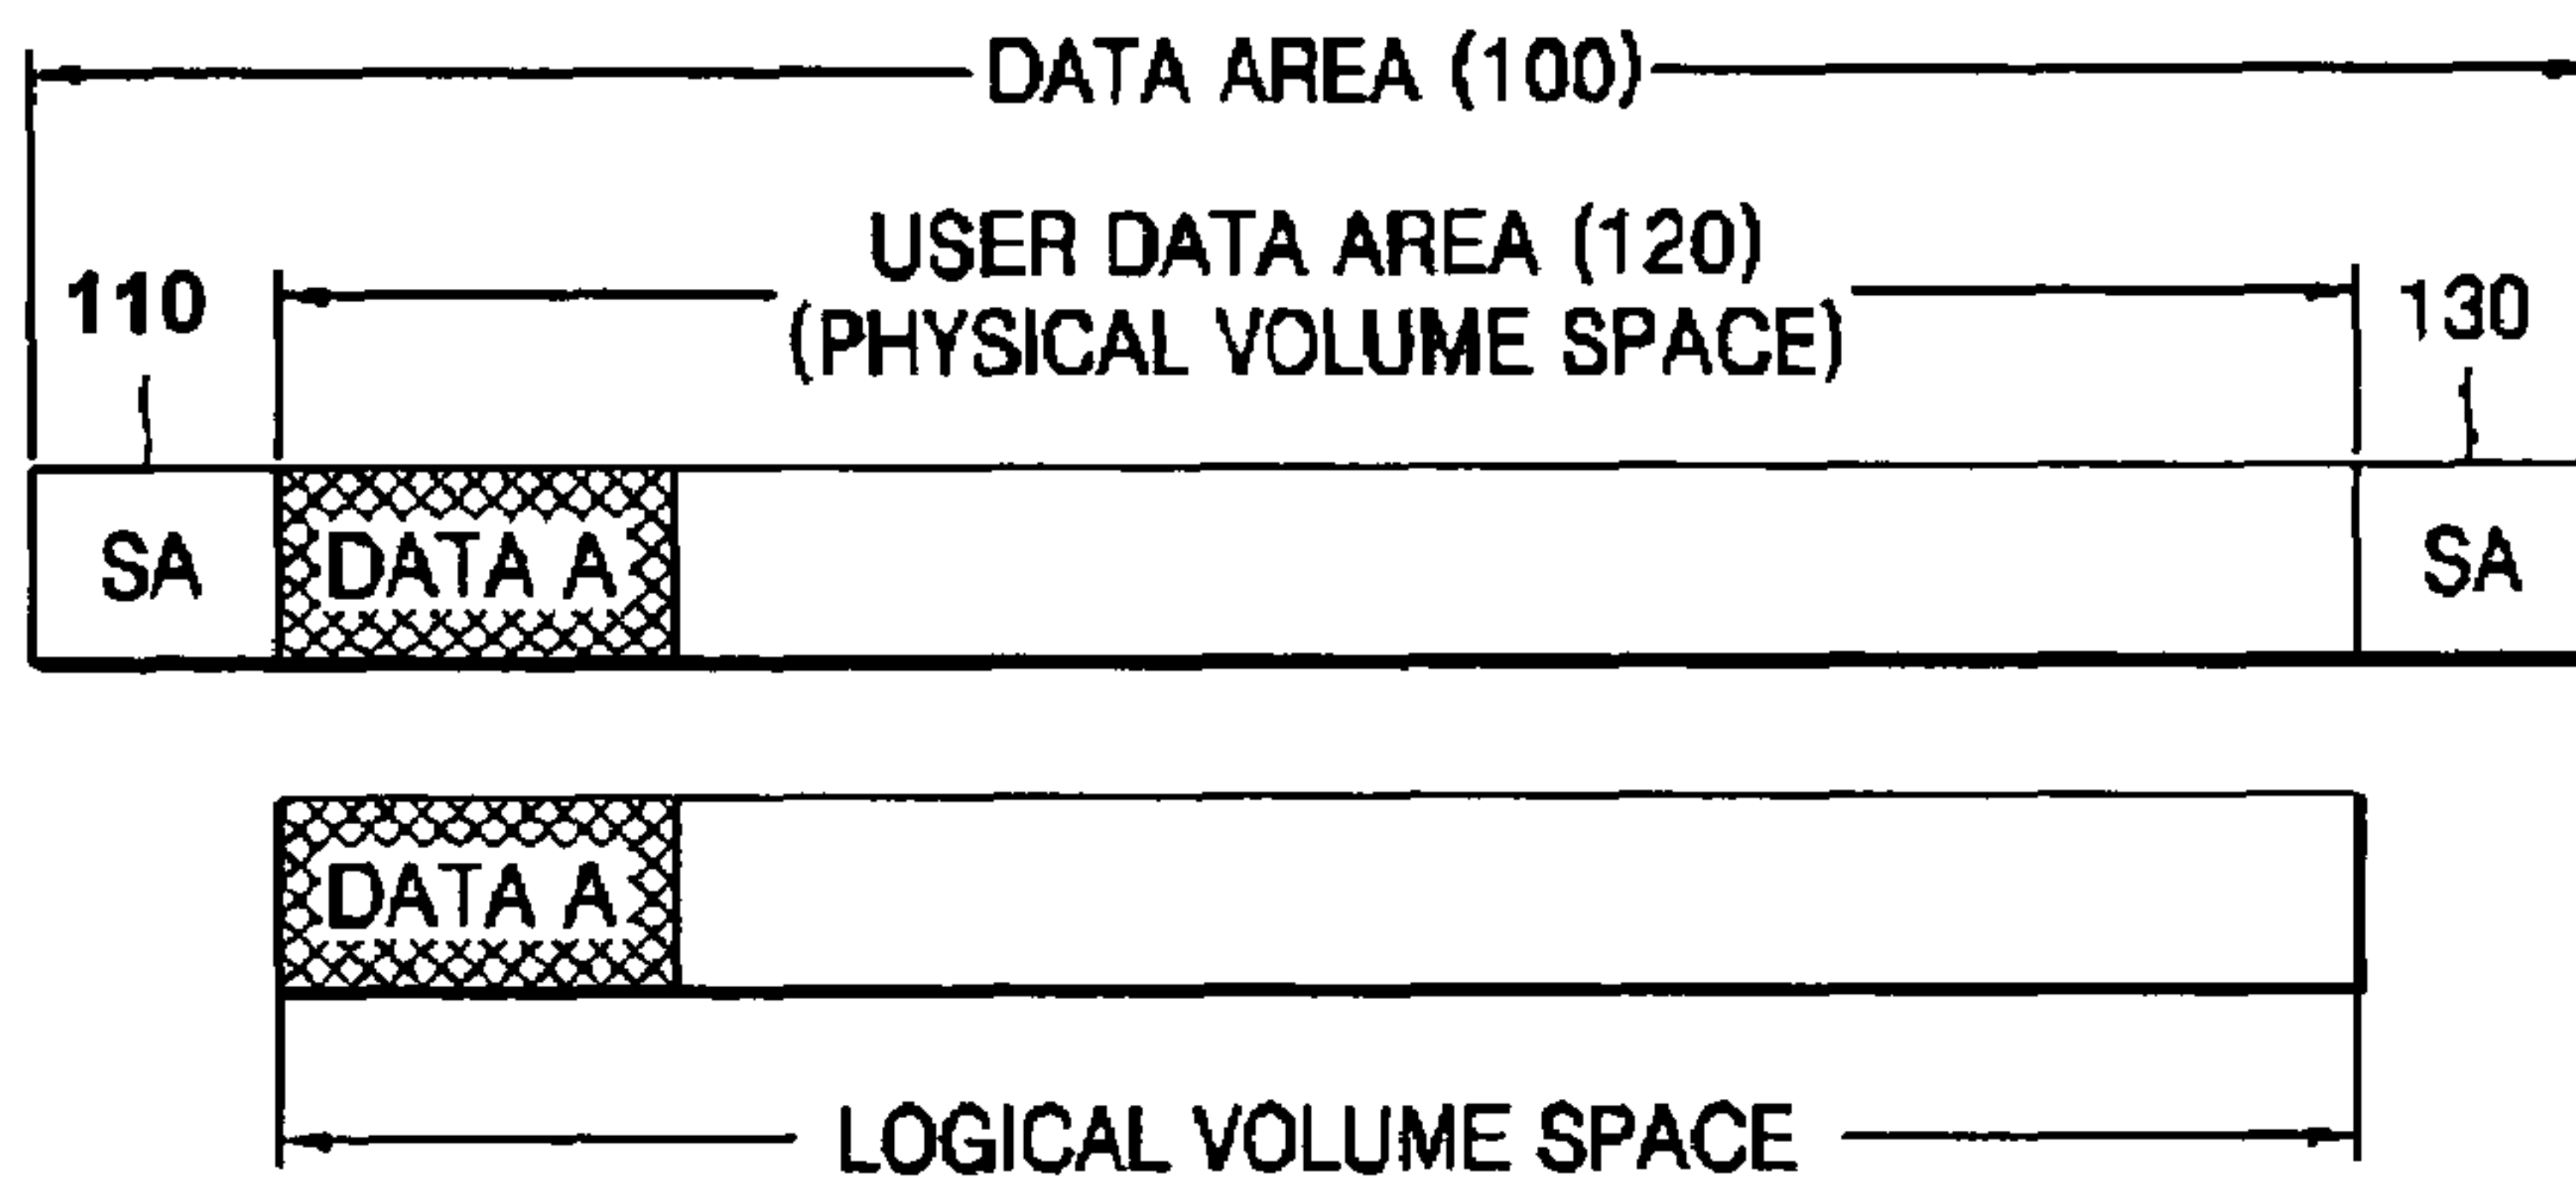 DATA AREA (100)
USER DATA AREA (120)
(PHYSICAL VOLUME SPACE)
110
130
SA
DATA A
SA
DATA A
LOGICAL VOLUME SPACE